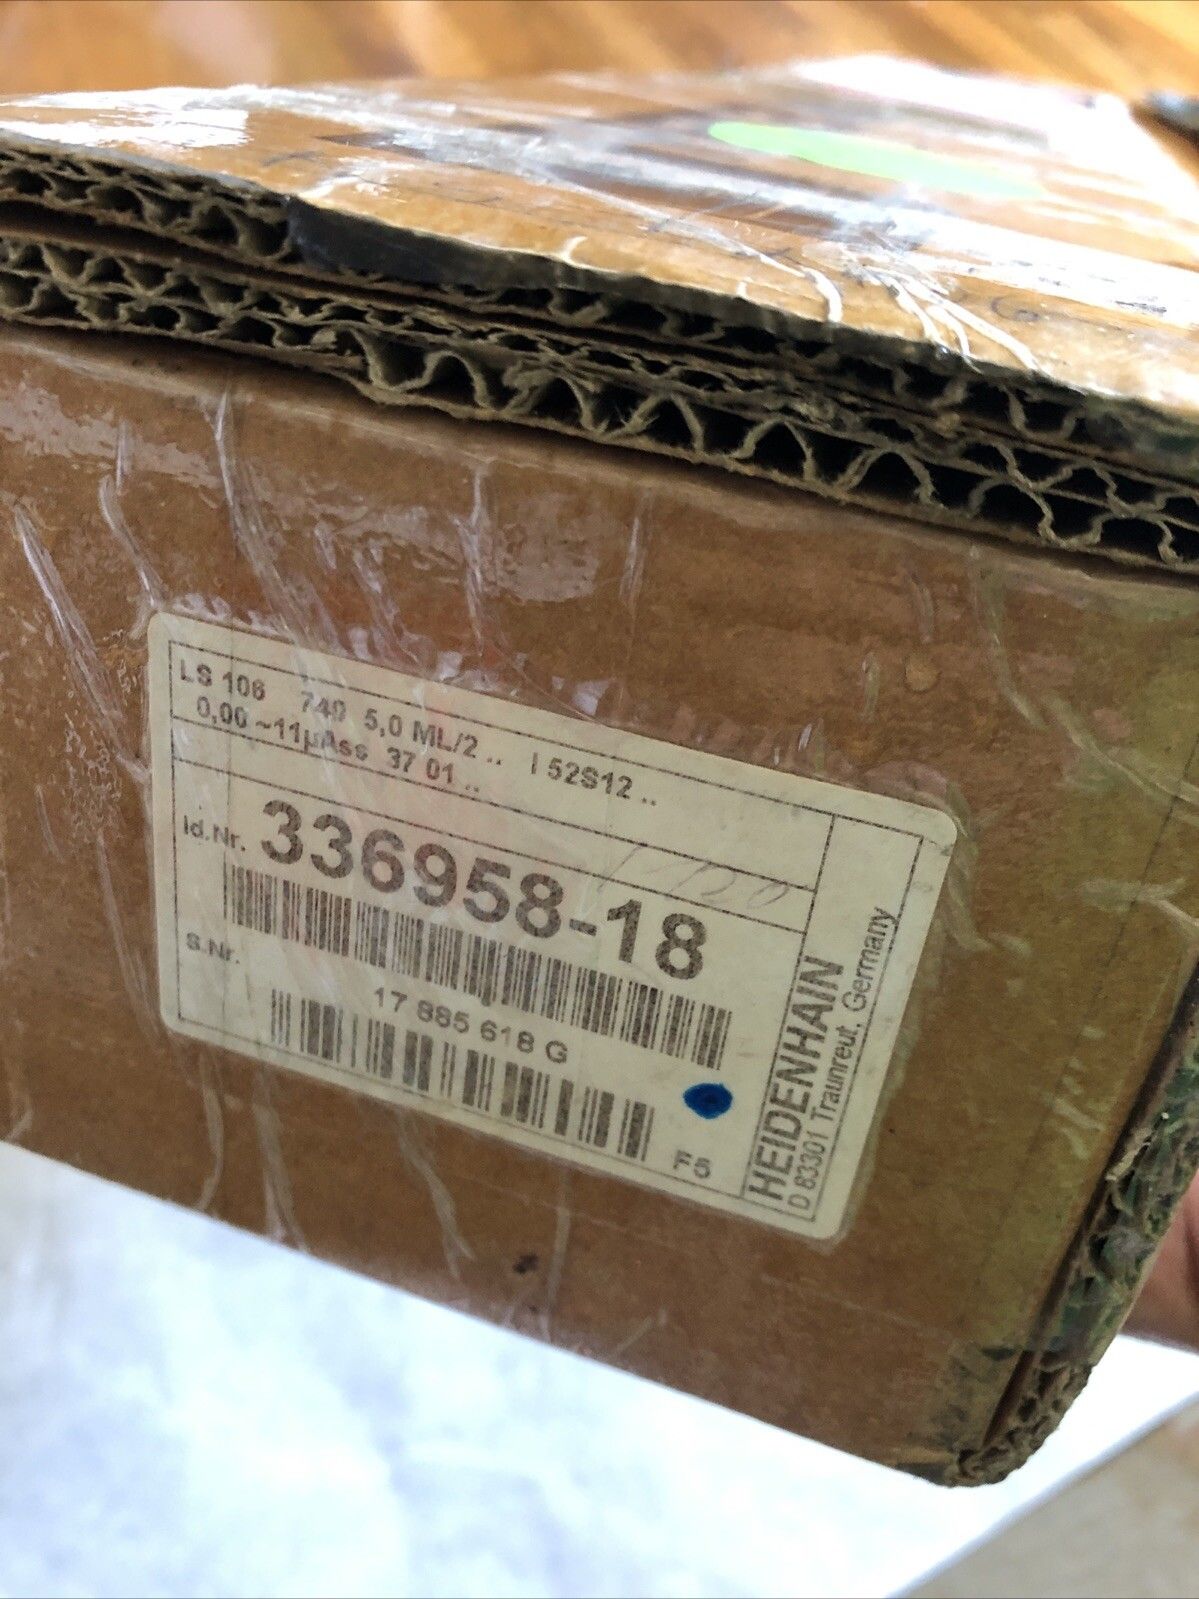 LS 106 740 5,0 ML/2 .. I 52S12 ..
0,00 ~11µAss 37 01 ..
Id.Nr. 336958-18
S.Nr.
17 885 618 G
F5
HEIDENHAIN
D 83301 Traunreut, Germany